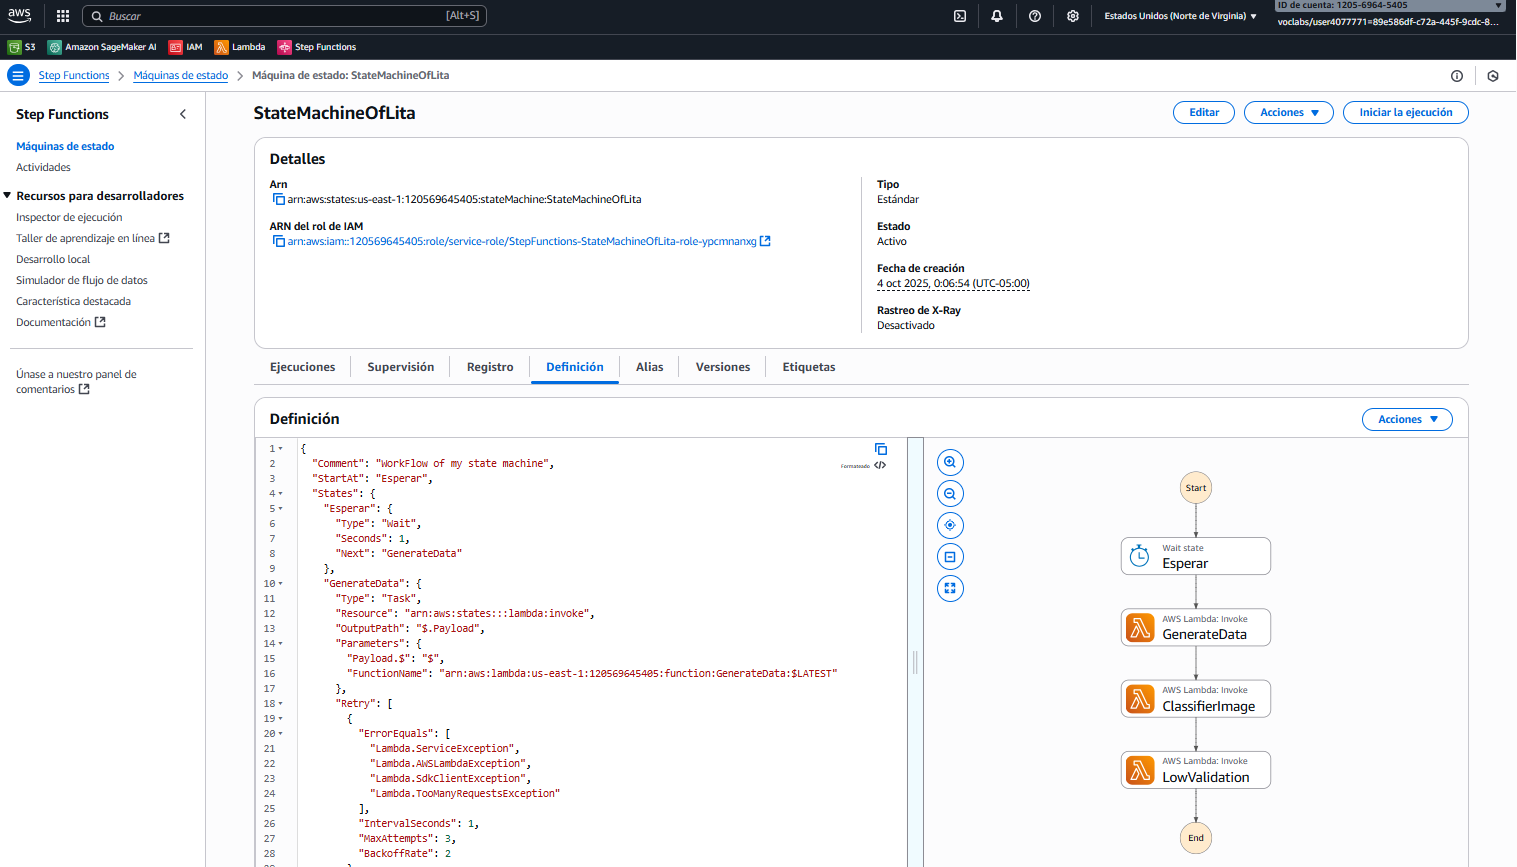 aws
Buscar
[Alt+S]
Estados Unidos (Norte de Virginia) ▼
ID de cuenta: 1205-6964-5405
voclabs/user4077771=89e586df-c72a-445f-9cdc-8...
S3
Amazon SageMaker AI
IAM
Lambda
Step Functions
Step Functions > Máquinas de estado > Máquina de estado: StateMachineOfLita
Step Functions
Máquinas de estado
Actividades
Recursos para desarrolladores
Inspector de ejecución
Taller de aprendizaje en línea
Desarrollo local
Simulador de flujo de datos
Característica destacada
Documentación
Únase a nuestro panel de
comentarios
StateMachineOfLita
Editar
Acciones
Iniciar la ejecución
Detalles
Arn
arn:aws:states:us-east-1:120569645405:stateMachine:StateMachineOfLita
ARN del rol de IAM
arn:aws:iam::120569645405:role/service-role/StepFunctions-StateMachineOfLita-role-ypcmnanxg
Tipo
Estándar
Estado
Activo
Fecha de creación
4 oct 2025, 0:06:54 (UTC-05:00)
Rastreo de X-Ray
Desactivado
Ejecuciones
Supervisión
Registro
Definición
Alias
Versiones
Etiquetas
Definición
Acciones
Formateado
1 {
2 "Comment": "WorkFlow of my state machine",
3 "StartAt": "Esperar",
4 "States": {
5 "Esperar": {
6 "Type": "Wait",
7 "Seconds": 1,
8 "Next": "GenerateData"
9 },
10 "GenerateData": {
11 "Type": "Task",
12 "Resource": "arn:aws:states:::lambda:invoke",
13 "OutputPath": "$.Payload",
14 "Parameters": {
15 "Payload.$": "$",
16 "FunctionName": "arn:aws:lambda:us-east-1:120569645405:function:GenerateData:$LATEST"
17 },
18 "Retry": [
19 {
20 "ErrorEquals": [
21 "Lambda.ServiceException",
22 "Lambda.AWSLambdaException",
23 "Lambda.SdkClientException",
24 "Lambda.TooManyRequestsException"
25 ],
26 "IntervalSeconds": 1,
27 "MaxAttempts": 3,
28 "BackoffRate": 2
Start
Wait state
Esperar
AWS Lambda: Invoke
GenerateData
AWS Lambda: Invoke
ClassifierImage
AWS Lambda: Invoke
LowValidation
End